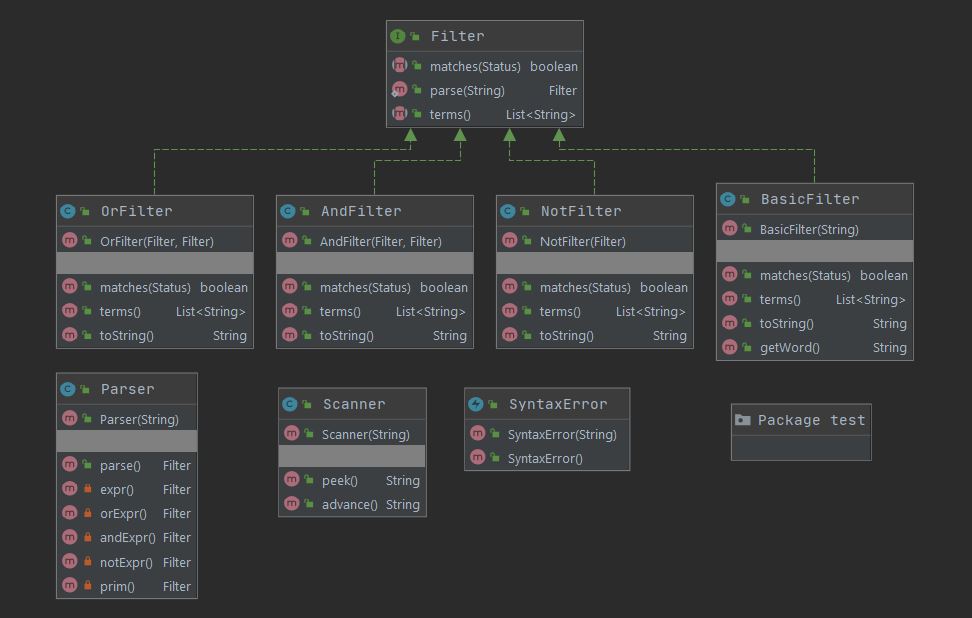 Filter
matches(Status) boolean
parse(String) Filter
terms() List<String>
OrFilter
OrFilter(Filter, Filter)
matches(Status) boolean
terms() List<String>
toString() String
AndFilter
AndFilter(Filter, Filter)
matches(Status) boolean
terms() List<String>
toString() String
NotFilter
NotFilter(Filter)
matches(Status) boolean
terms() List<String>
toString() String
BasicFilter
BasicFilter(String)
matches(Status) boolean
terms() List<String>
toString() String
getWord() String
Parser
Parser(String)
parse() Filter
expr() Filter
orExpr() Filter
andExpr() Filter
notExpr() Filter
prim() Filter
Scanner
Scanner(String)
peek() String
advance() String
SyntaxError
SyntaxError(String)
SyntaxError()
Package test